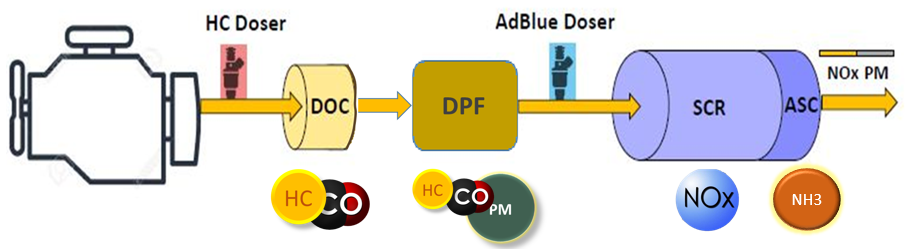 HC Doser
AdBlue Doser
DOC
DPF
SCR
ASC
NOx PM
HC
CO
HC
CO
PM
NOx
NH3